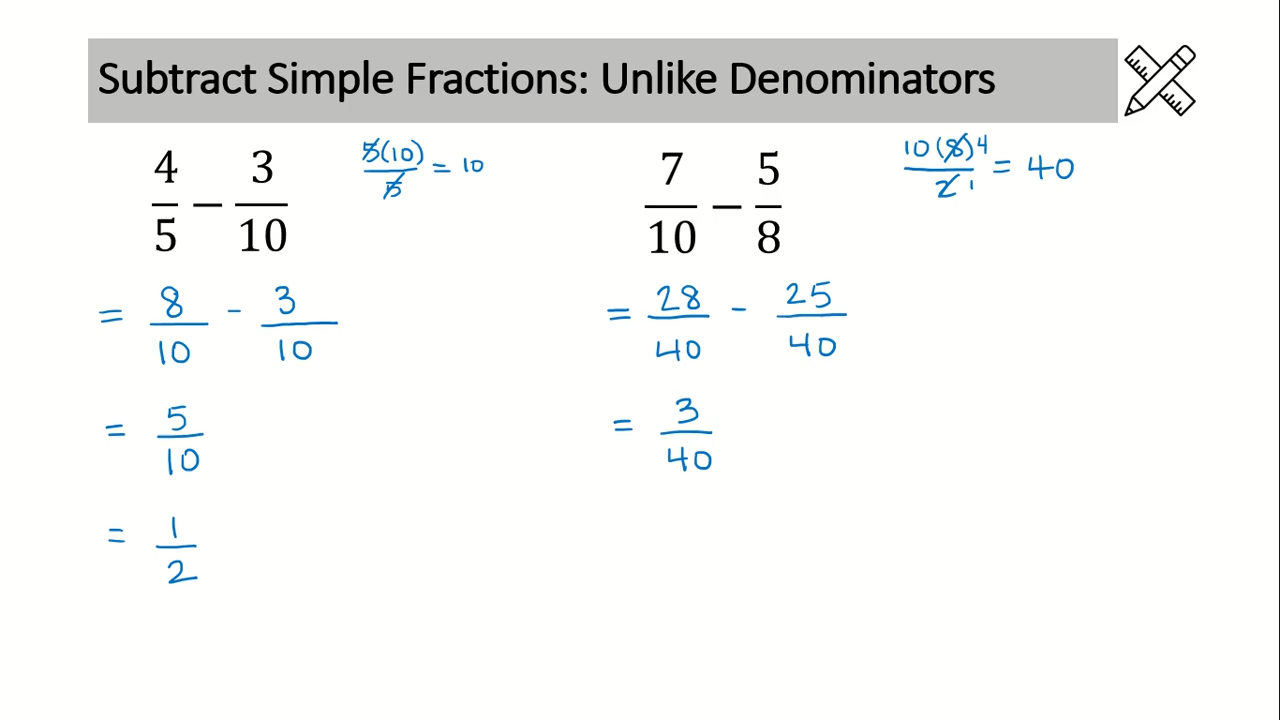 Subtract Simple Fractions: Unlike Denominators
4/5 − 3/10
5(10)/5 = 10
= 8/10 - 3/10
= 5/10
= 1/2
7/10 − 5/8
10(8)4/2 1 = 40
= 28/40 - 25/40
= 3/40